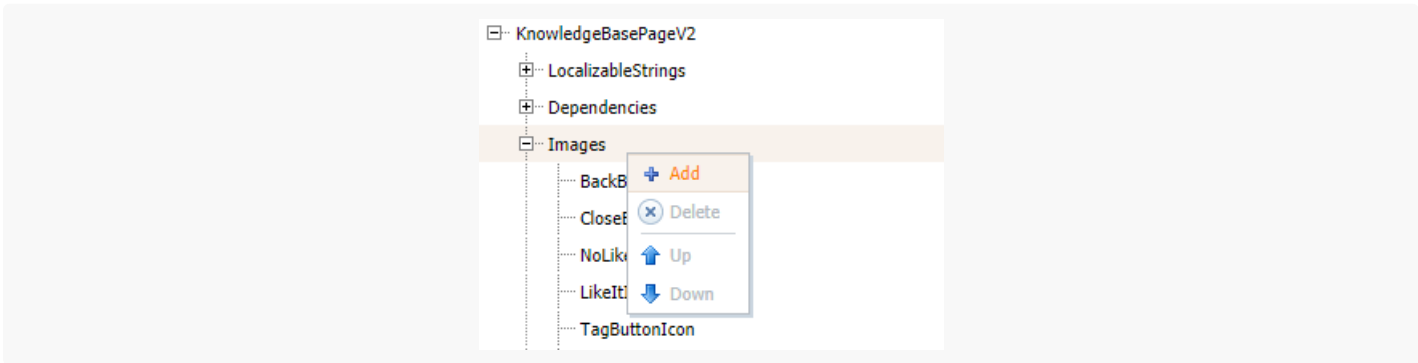 KnowledgeBasePageV2
LocalizableStrings
Dependencies
Images
Add
Delete
Up
Down
TagButtonIcon